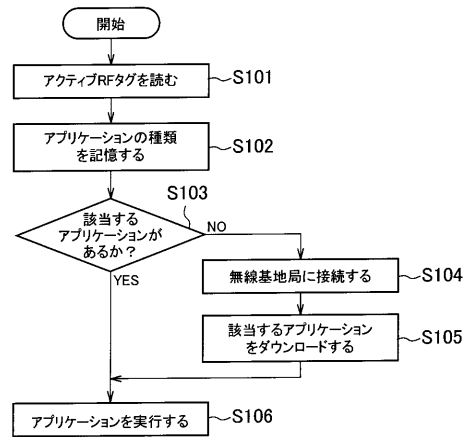 開始
アクティブRFタグを読む
S101
アプリケーションの種類
を記憶する
S102
S103
該当する
アプリケーションが
あるか?
NO
YES
無線基地局に接続する
S104
該当するアプリケーション
をダウンロードする
S105
アプリケーションを実行する
S106